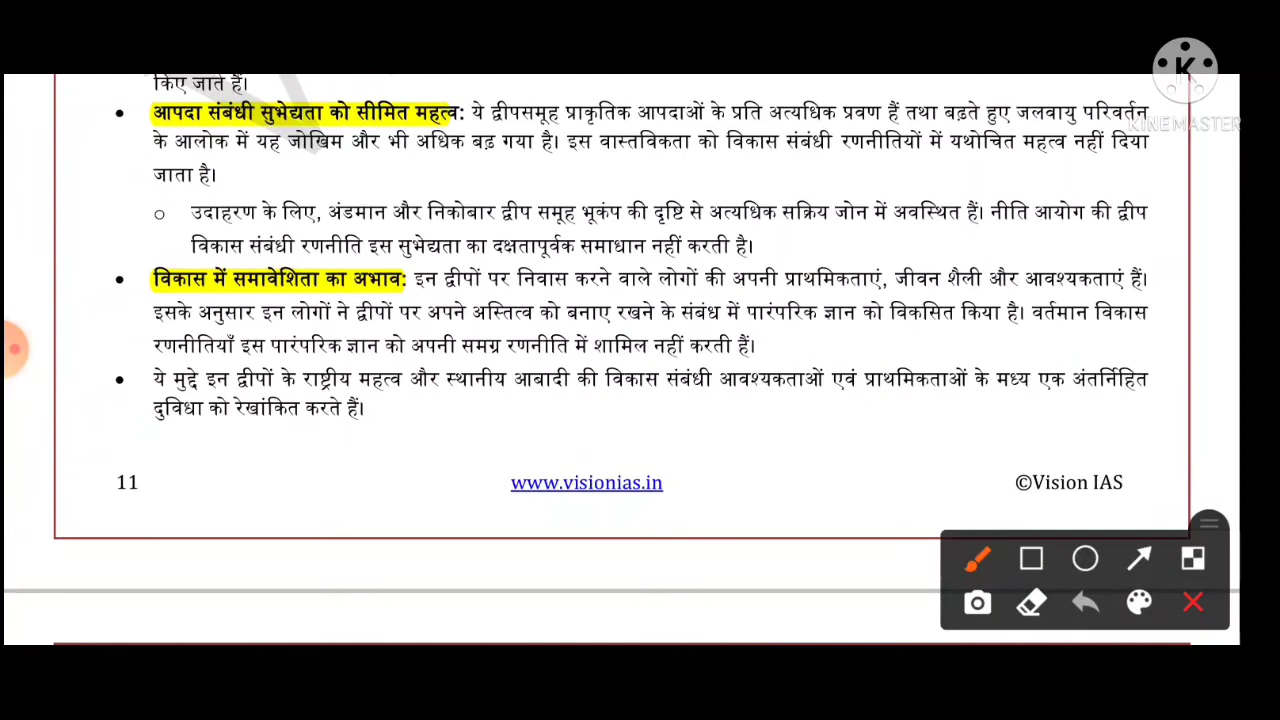 किए जाते हैं।
K
KINEMASTER
• आपदा संबंधी सुभेद्यता को सीमित महत्व: ये द्वीपसमूह प्राकृतिक आपदाओं के प्रति अत्यधिक प्रवण हैं तथा बढ़ते हुए जलवायु परिवर्तन
के आलोक में यह जोखिम और भी अधिक बढ़ गया है। इस वास्तविकता को विकास संबंधी रणनीतियों में यथोचित महत्व नहीं दिया
जाता है।
o उदाहरण के लिए, अंडमान और निकोबार द्वीप समूह भूकंप की दृष्टि से अत्यधिक सक्रिय जोन में अवस्थित हैं। नीति आयोग की द्वीप
विकास संबंधी रणनीति इस सुभेद्यता का दक्षतापूर्वक समाधान नहीं करती है।
• विकास में समावेशिता का अभाव: इन द्वीपों पर निवास करने वाले लोगों की अपनी प्राथमिकताएं, जीवन शैली और आवश्यकताएं हैं।
इसके अनुसार इन लोगों ने द्वीपों पर अपने अस्तित्व को बनाए रखने के संबंध में पारंपरिक ज्ञान को विकसित किया है। वर्तमान विकास
रणनीतियाँ इस पारंपरिक ज्ञान को अपनी समग्र रणनीति में शामिल नहीं करती हैं।
• ये मुद्दे इन द्वीपों के राष्ट्रीय महत्व और स्थानीय आबादी की विकास संबंधी आवश्यकताओं एवं प्राथमिकताओं के मध्य एक अंतर्निहित
दुविधा को रेखांकित करते हैं।
11 www.visionias.in ©Vision IAS